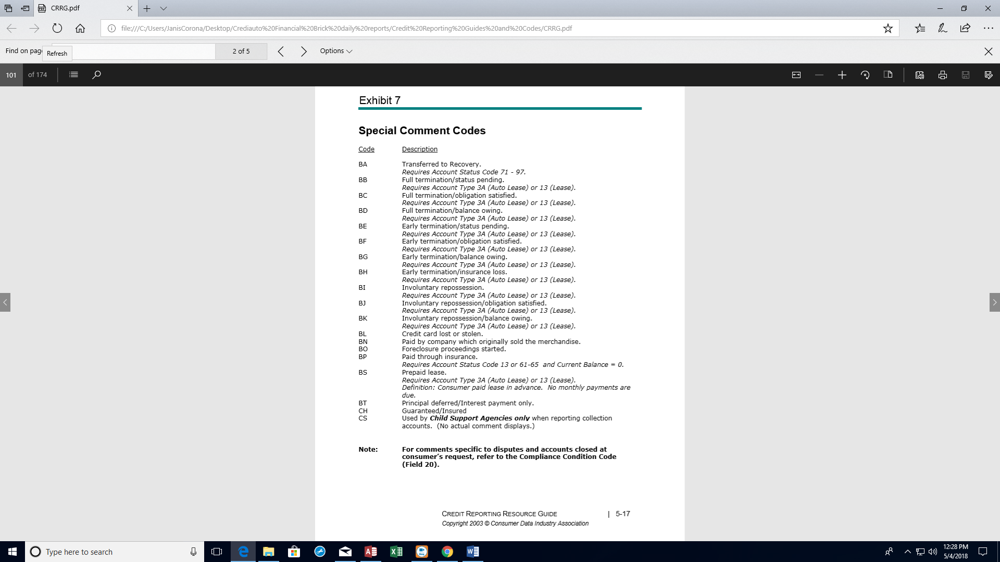 CRRG.pdf
file:///C:/Users/JanisCorona/Desktop/Crediauto%20Financial%20Brick%20daily%20reports/Credit%20Reporting%20Guides%20and%20Codes/CRRG.pdf
Find on pag
Refresh
2 of 5
Options
101
of 174
Exhibit 7
Special Comment Codes
Code Description
BA Transferred to Recovery.
Requires Account Status Code 71 - 97.
BB Full termination/status pending.
Requires Account Type 3A (Auto Lease) or 13 (Lease).
BC Full termination/obligation satisfied.
Requires Account Type 3A (Auto Lease) or 13 (Lease).
BD Full termination/balance owing.
Requires Account Type 3A (Auto Lease) or 13 (Lease).
BE Early termination/status pending.
Requires Account Type 3A (Auto Lease) or 13 (Lease).
BF Early termination/obligation satisfied.
Requires Account Type 3A (Auto Lease) or 13 (Lease).
BG Early termination/balance owing.
Requires Account Type 3A (Auto Lease) or 13 (Lease).
BH Early termination/insurance loss.
Requires Account Type 3A (Auto Lease) or 13 (Lease).
BI Involuntary repossession.
Requires Account Type 3A (Auto Lease) or 13 (Lease).
BJ Involuntary repossession/obligation satisfied.
Requires Account Type 3A (Auto Lease) or 13 (Lease).
BK Involuntary repossession/balance owing.
Requires Account Type 3A (Auto Lease) or 13 (Lease).
BL Credit card lost or stolen.
BN Paid by company which originally sold the merchandise.
BO Foreclosure proceedings started.
BP Paid through insurance.
Requires Account Status Code 13 or 61-65 and Current Balance = 0.
BS Prepaid lease.
Requires Account Type 3A (Auto Lease) or 13 (Lease).
Definition: Consumer paid lease in advance. No monthly payments are
due.
BT Principal deferred/Interest payment only.
CH Guaranteed/Insured
CS Used by Child Support Agencies only when reporting collection
accounts. (No actual comment displays.)
Note: For comments specific to disputes and accounts closed at
consumer’s request, refer to the Compliance Condition Code
(Field 20).
CREDIT REPORTING RESOURCE GUIDE | 5-17
Copyright 2003 © Consumer Data Industry Association
Type here to search
12:28 PM
5/4/2018